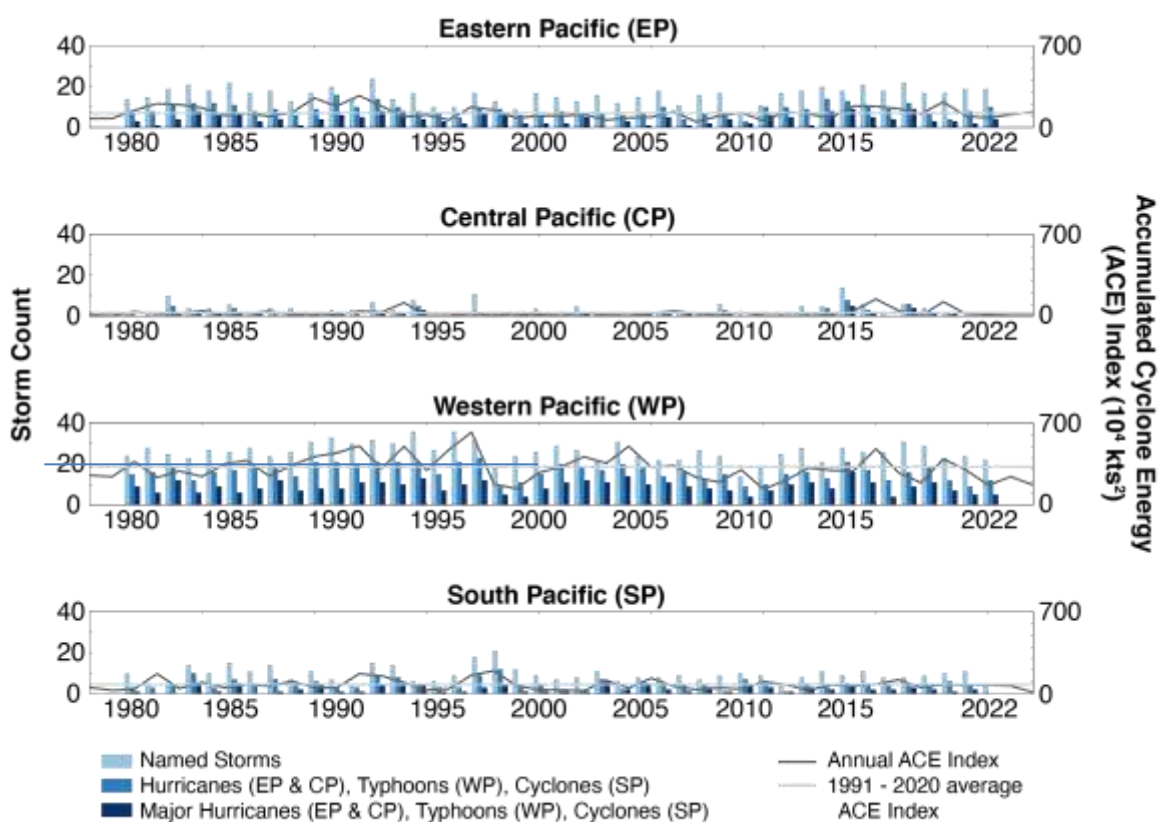 Eastern Pacific (EP)
40 700
20
0 0
1980 1985 1990 1995 2000 2005 2010 2015 2022
Central Pacific (CP)
40 700
20
0 0
1980 1985 1990 1995 2000 2005 2010 2015 2022
Storm Count
Accumulated Cyclone Energy
(ACE) Index (10⁴ kts²)
Western Pacific (WP)
40 700
20
0 0
1980 1985 1990 1995 2000 2005 2010 2015 2022
South Pacific (SP)
40 700
20
0 0
1980 1985 1990 1995 2000 2005 2010 2015 2022
Named Storms
Hurricanes (EP & CP), Typhoons (WP), Cyclones (SP)
Major Hurricanes (EP & CP), Typhoons (WP), Cyclones (SP)
Annual ACE Index
1991 - 2020 average
ACE Index